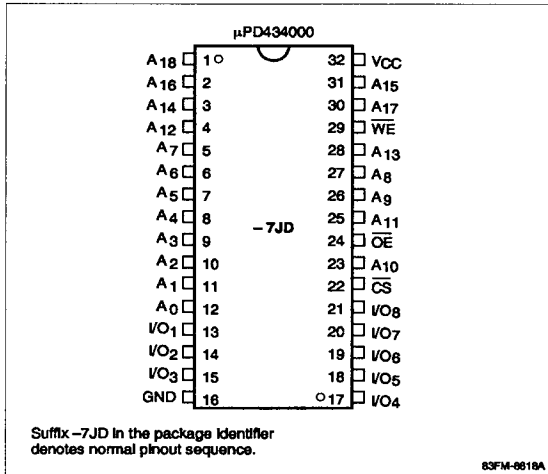 μPD434000
A18 1 32 VCC
A16 2 31 A15
A14 3 30 A17
A12 4 29 WE
A7 5 28 A13
A6 6 27 A8
A5 7 26 A9
A4 8 25 A11
A3 9 -7JD 24 OE
A2 10 23 A10
A1 11 22 CS
A0 12 21 I/O8
I/O1 13 20 I/O7
I/O2 14 19 I/O6
I/O3 15 18 I/O5
GND 16 17 I/O4
Suffix -7JD in the package identifier
denotes normal pinout sequence.
83FM-8618A